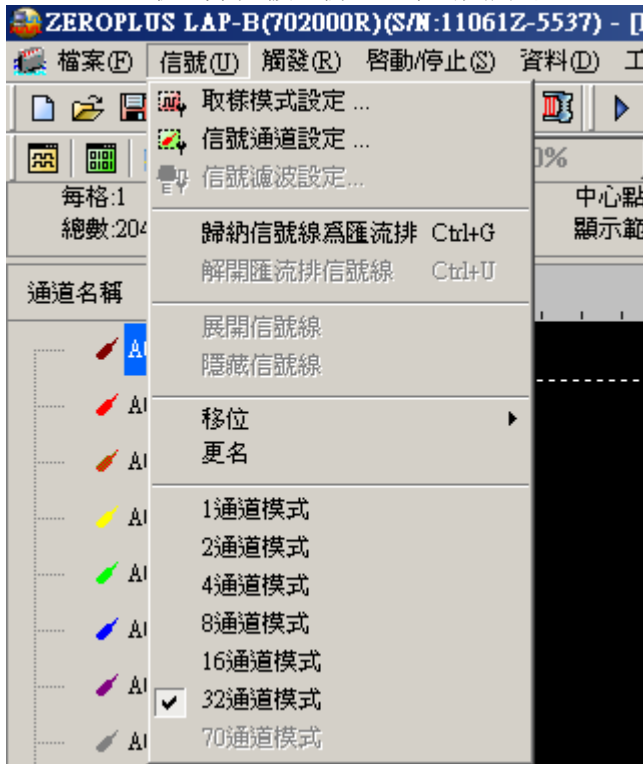 ZEROPLUS LAP-B(702000R)(S/N:11061Z-5537) - [
檔案(F) 信號(U) 觸發(R) 啓動/停止(S) 資料(D) 工
取樣模式設定 ...
信號通道設定 ...
0%
信號濾波設定...
每格:1 中心點
總數:204 顯示範
歸納信號線爲匯流排 Ctrl+G
解開匯流排信號線 Ctrl+U
通道名稱
展開信號線
隱藏信號線
移位
更名
1通道模式
2通道模式
4通道模式
8通道模式
16通道模式
32通道模式
70通道模式